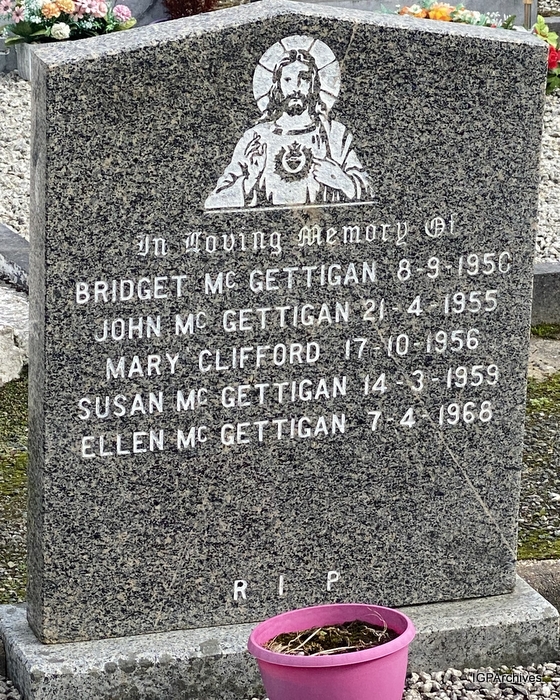 In Loving Memory Of
BRIDGET Mc GETTIGAN 8-9-1950
JOHN Mc GETTIGAN 21-4-1955
MARY CLIFFORD 17-10-1956
SUSAN Mc GETTIGAN 14-3-1959
ELLEN Mc GETTIGAN 7-4-1968
R I P
IGPArchives